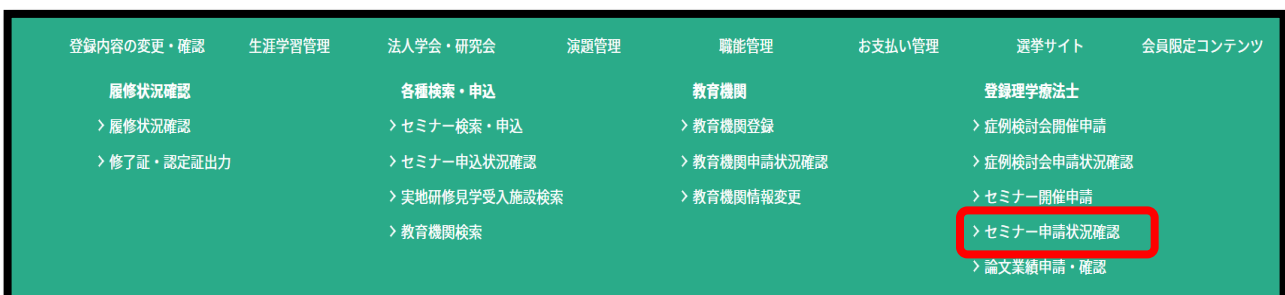 登録内容の変更・確認 生涯学習管理 法人学会・研究会 演題管理 職能管理 お支払い管理 選挙サイト 会員限定コンテンツ
履修状況確認 各種検索・申込 教育機関 登録理学療法士
> 履修状況確認 > セミナー検索・申込 > 教育機関登録 > 症例検討会開催申請
> 修了証・認定証出力 > セミナー申込状況確認 > 教育機関申請状況確認 > 症例検討会申請状況確認
> 実地研修見学受入施設検索 > 教育機関情報変更 > セミナー開催申請
> 教育機関検索 > セミナー申請状況確認
> 論文業績申請・確認